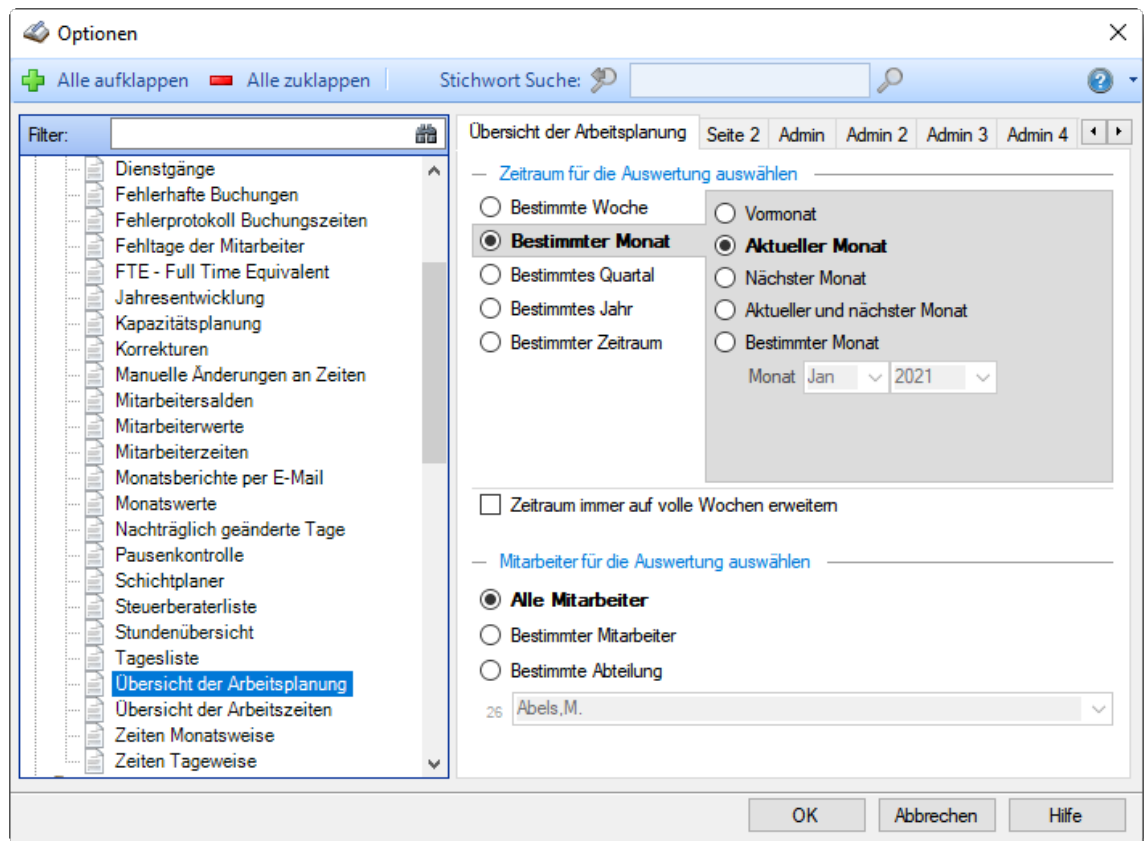 Optionen
Alle aufklappen Alle zuklappen Stichwort Suche:
Filter:
Dienstgänge
Fehlerhafte Buchungen
Fehlerprotokoll Buchungszeiten
Fehltage der Mitarbeiter
FTE - Full Time Equivalent
Jahresentwicklung
Kapazitätsplanung
Korrekturen
Manuelle Änderungen an Zeiten
Mitarbeitersalden
Mitarbeiterwerte
Mitarbeiterzeiten
Monatsberichte per E-Mail
Monatswerte
Nachträglich geänderte Tage
Pausenkontrolle
Schichtplaner
Steuerberaterliste
Stundenübersicht
Tagesliste
Übersicht der Arbeitsplanung
Übersicht der Arbeitszeiten
Zeiten Monatsweise
Zeiten Tageweise
Übersicht der Arbeitsplanung Seite 2 Admin Admin 2 Admin 3 Admin 4
Zeitraum für die Auswertung auswählen
Bestimmte Woche
Bestimmter Monat
Bestimmtes Quartal
Bestimmtes Jahr
Bestimmter Zeitraum
Vormonat
Aktueller Monat
Nächster Monat
Aktueller und nächster Monat
Bestimmter Monat
Monat Jan 2021
Zeitraum immer auf volle Wochen erweitern
Mitarbeiter für die Auswertung auswählen
Alle Mitarbeiter
Bestimmter Mitarbeiter
Bestimmte Abteilung
26 Abels,M.
OK Abbrechen Hilfe